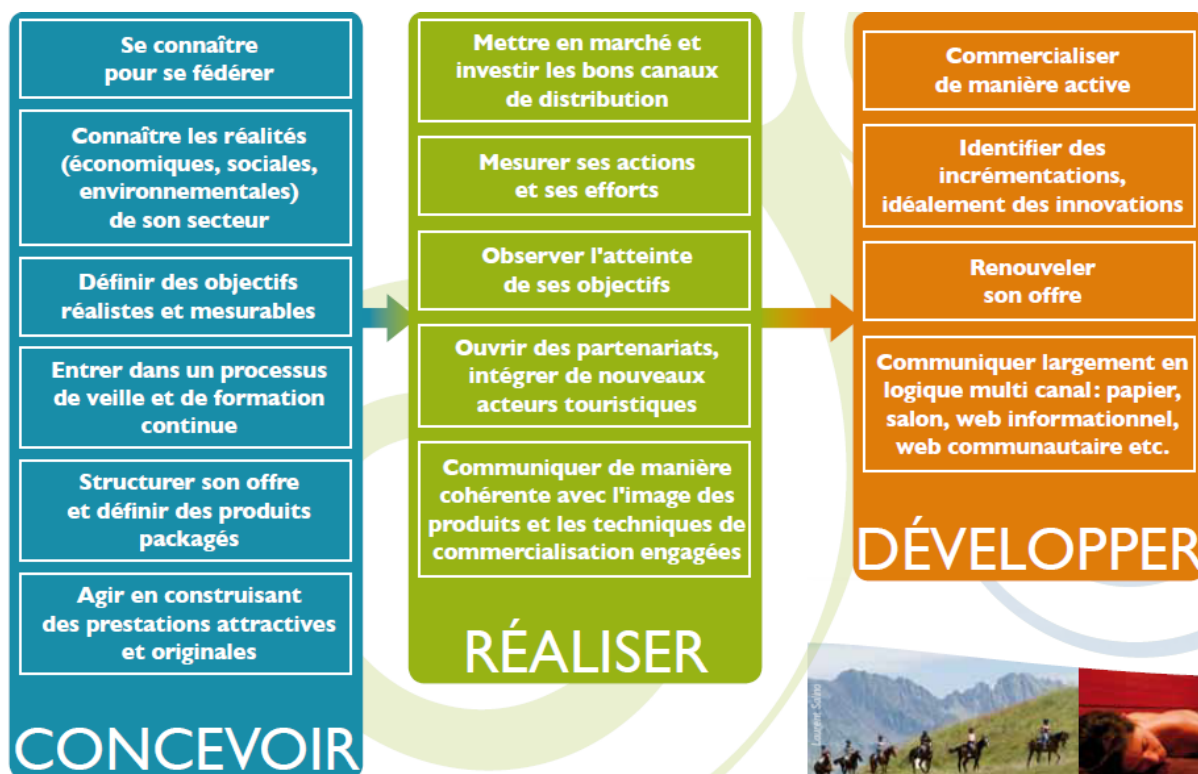 Se connaître
pour se fédérer
Connaître les réalités
(économiques, sociales,
environnementales)
de son secteur
Définir des objectifs
réalistes et mesurables
Entrer dans un processus
de veille et de formation
continue
Structurer son offre
et définir des produits
packagés
Agir en construisant
des prestations attractives
et originales
CONCEVOIR
Mettre en marché et
investir les bons canaux
de distribution
Mesurer ses actions
et ses efforts
Observer l'atteinte
de ses objectifs
Ouvrir des partenariats,
intégrer de nouveaux
acteurs touristiques
Communiquer de manière
cohérente avec l'image des
produits et les techniques de
commercialisation engagées
RÉALISER
Commercialiser
de manière active
Identifier des
incrémentations,
idéalement des innovations
Renouveler
son offre
Communiquer largement en
logique multi canal : papier,
salon, web informationnel,
web communautaire etc.
DÉVELOPPER
Laurent Salino